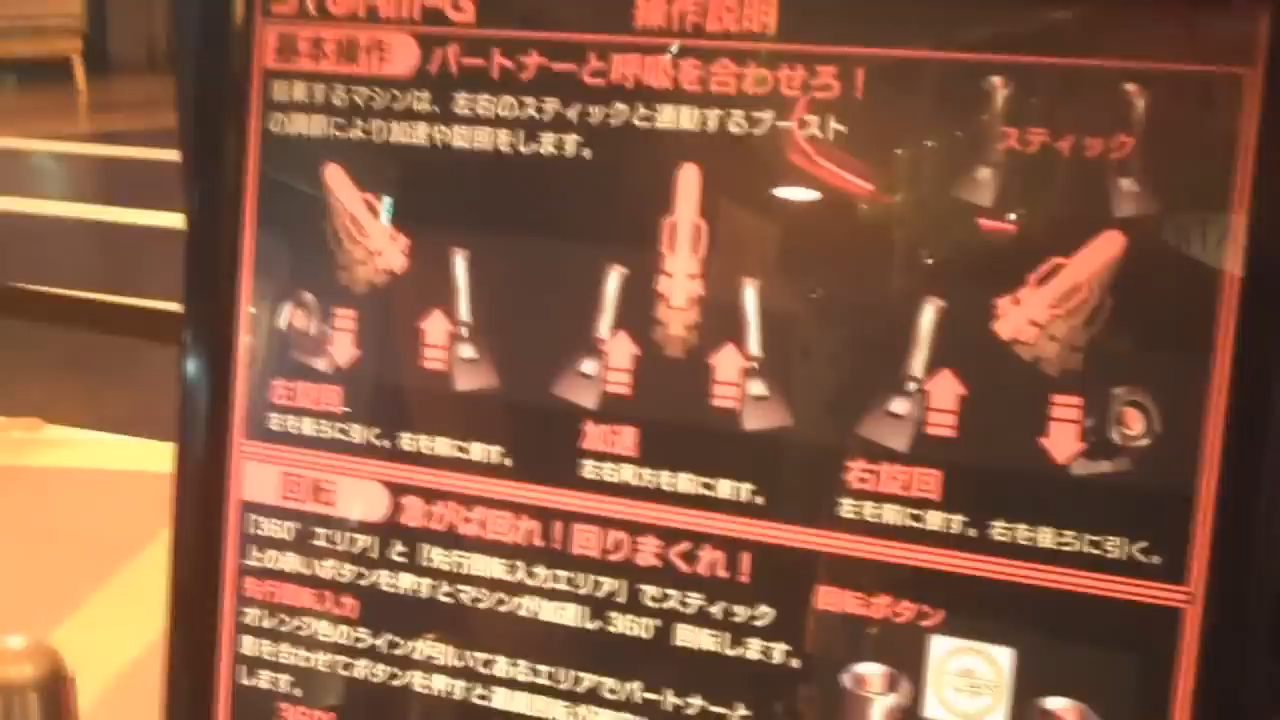 STORM-G
操作説明
基本操作 パートナーと呼吸を合わせろ！
するマシンは、左右のスティックと連動するブースト
の調節により加速や旋回をします。
スティック
左旋回
左を後ろに引く。右を前に倒す。
加速
左右両方を前に倒す。
右旋回
左を前に倒す。右を後ろに引く。
回転 急がば回れ！回りまくれ！
「360°エリア」と「先行回転入力エリア」でスティック
上の赤いボタンを押すとマシンが加速し360°回転します。
回転ボタン
先行回転入力
オレンジ色のラインが引いてあるエリアでパートナーと
息を合わせてボタンを押すと連続回転が
します。
360°